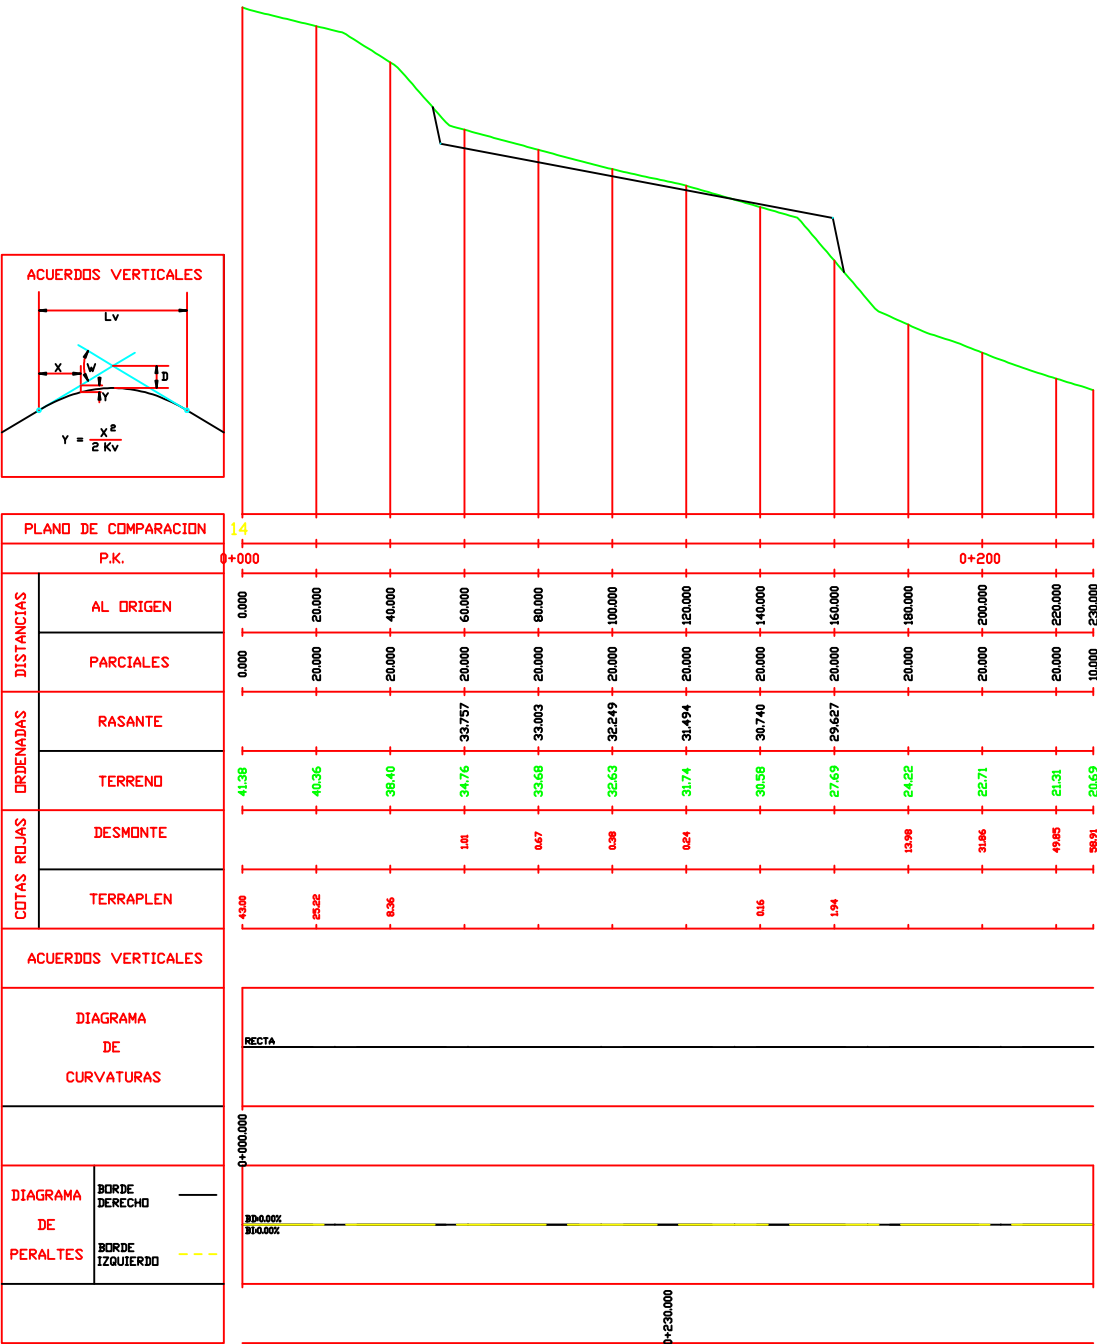 ACUERDOS VERTICALES
Lv
X
W
D
Y
Y = X²
2 Kv
PLANO DE COMPARACION 14
P.K. 0+000 0+200
DISTANCIAS
AL ORIGEN 0.000 20.000 40.000 60.000 80.000 100.000 120.000 140.000 160.000 180.000 200.000 220.000 230.000
PARCIALES 0.000 20.000 20.000 20.000 20.000 20.000 20.000 20.000 20.000 20.000 20.000 20.000 10.000
ORDENADAS
RASANTE 33.757 33.003 32.249 31.494 30.740 29.627
TERRENO 41.38 40.36 38.40 34.76 33.68 32.63 31.74 30.58 27.69 24.22 22.71 21.31 20.69
COTAS ROJAS
DESMONTE 1.01 0.67 0.38 0.24 13.98 31.86 49.85 58.91
TERRAPLEN 43.00 25.22 8.36 0.16 1.94
ACUERDOS VERTICALES
DIAGRAMA
DE
CURVATURAS
RECTA
0+000.000
DIAGRAMA
DE
PERALTES
BORDE
DERECHO
BORDE
IZQUIERDO
BD=0.00%
BI=0.00%
0+230.000